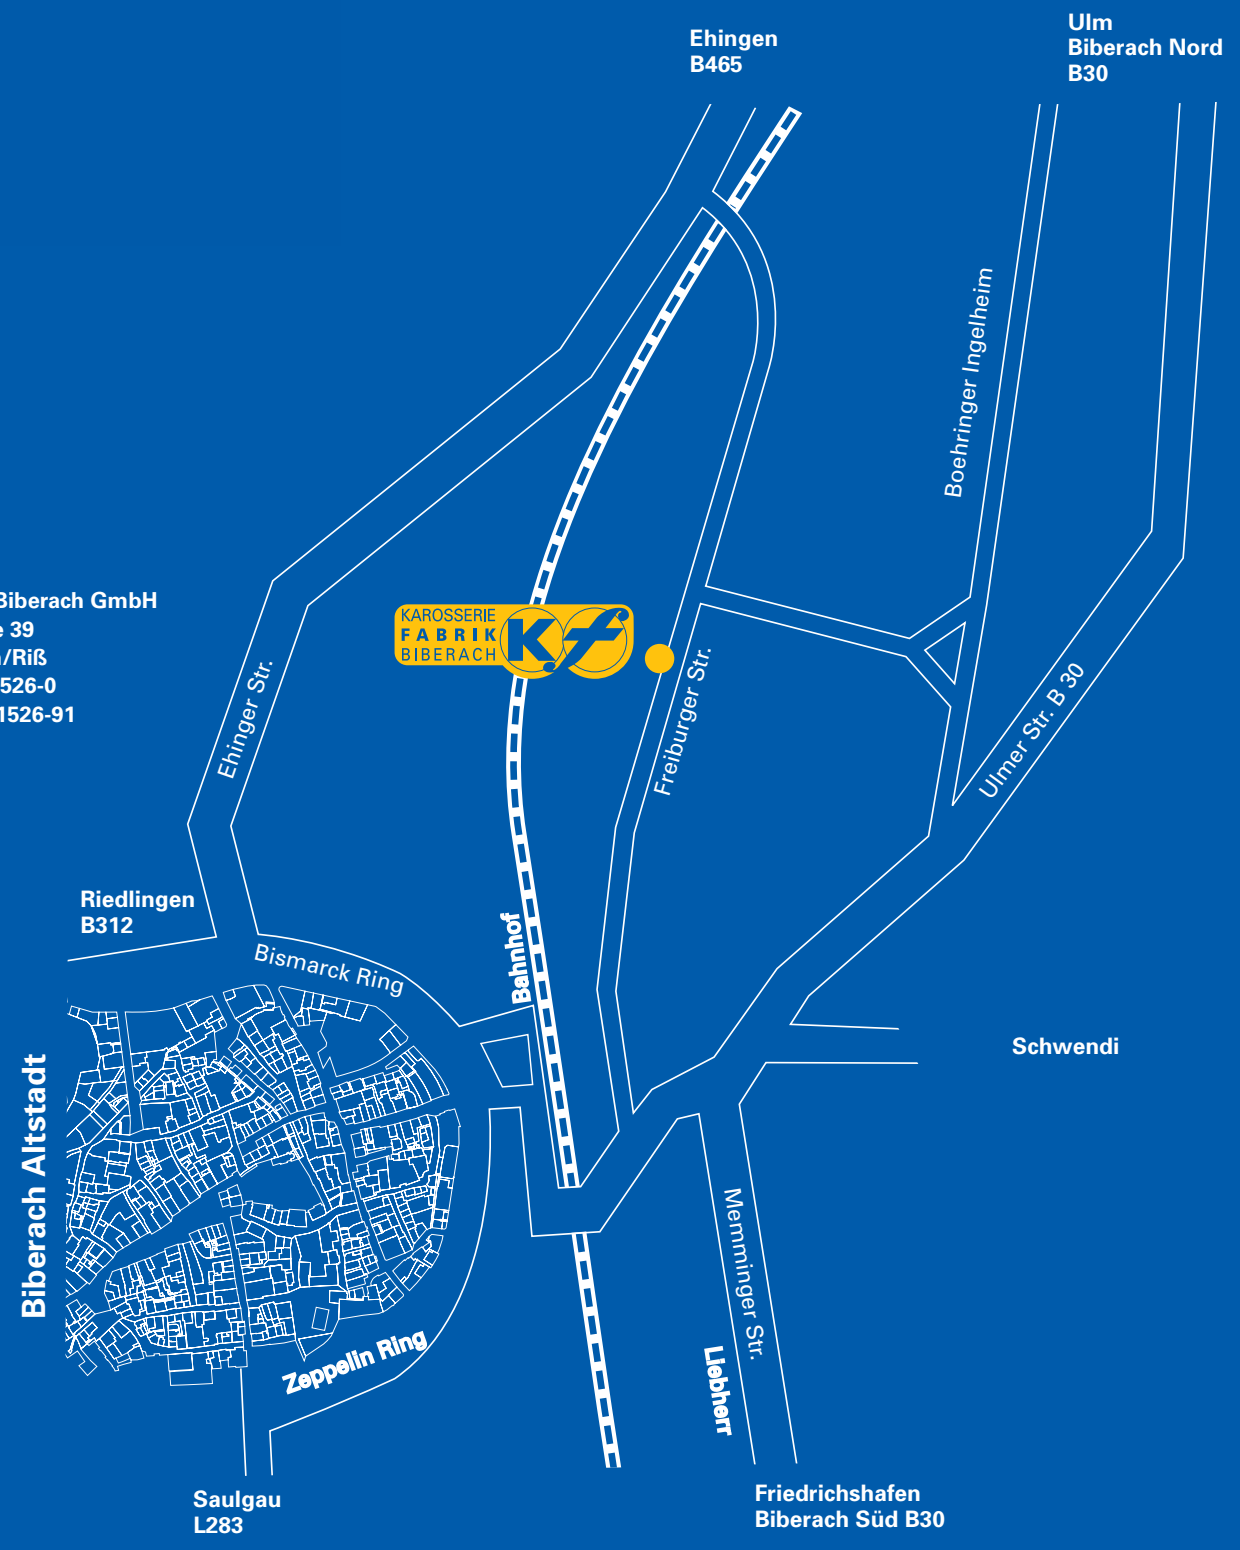 Ehingen
B465
Ulm
Biberach Nord
B30
Boehringer Ingelheim
Biberach GmbH
e 39
/Riß
526-0
1526-91
KAROSSERIE
FABRIK
BIBERACH
K.f
Ehinger Str.
Freiburger Str.
Ulmer Str. B 30
Riedlingen
B312
Bismarck Ring
Bahnhof
Schwendi
Biberach Altstadt
Memminger Str.
Zeppelin Ring
Liebherr
Saulgau
L283
Friedrichshafen
Biberach Süd B30